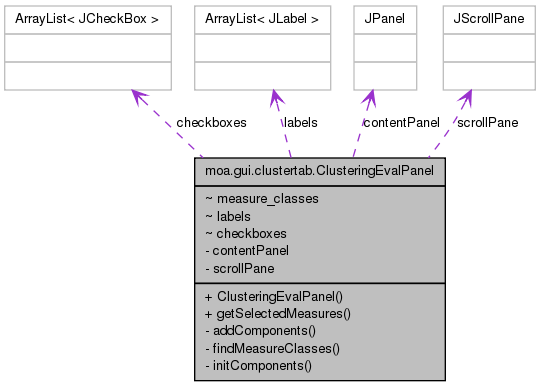 ArrayList< JCheckBox >
ArrayList< JLabel >
JPanel
JScrollPane
checkboxes
labels
contentPanel
scrollPane
moa.gui.clustertab.ClusteringEvalPanel
~ measure_classes
~ labels
~ checkboxes
- contentPanel
- scrollPane
+ ClusteringEvalPanel()
+ getSelectedMeasures()
- addComponents()
- findMeasureClasses()
- initComponents()